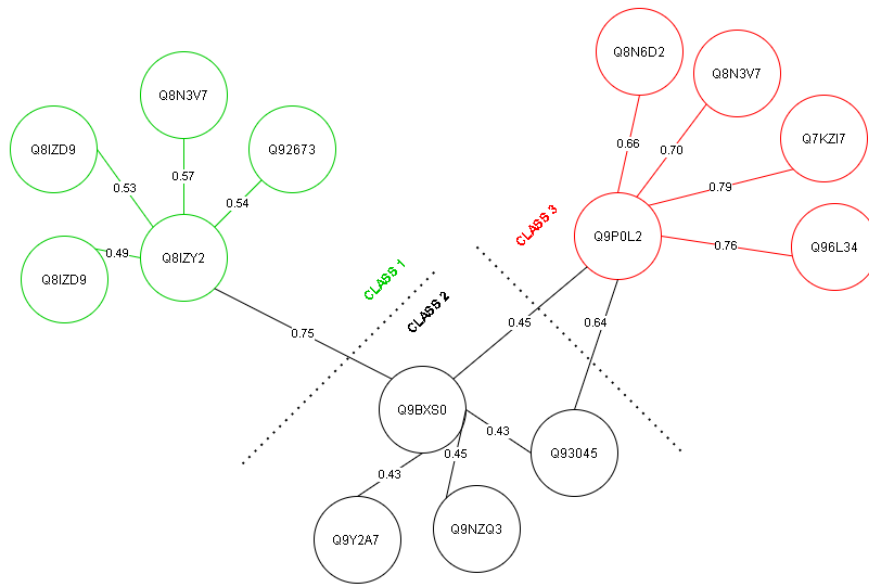 Q8N6D2
Q8N3V7
Q8N3V7
Q8IZD9
Q92673
Q7KZI7
0.66
0.70
0.57
0.79
0.53
0.54
CLASS 3
Q9P0L2
Q96L34
0.76
0.49
Q8IZY2
Q8IZD9
CLASS 1
CLASS 2
0.75
0.45
0.64
Q9BXS0
0.43
Q93045
0.45
0.43
Q9Y2A7
Q9NZQ3